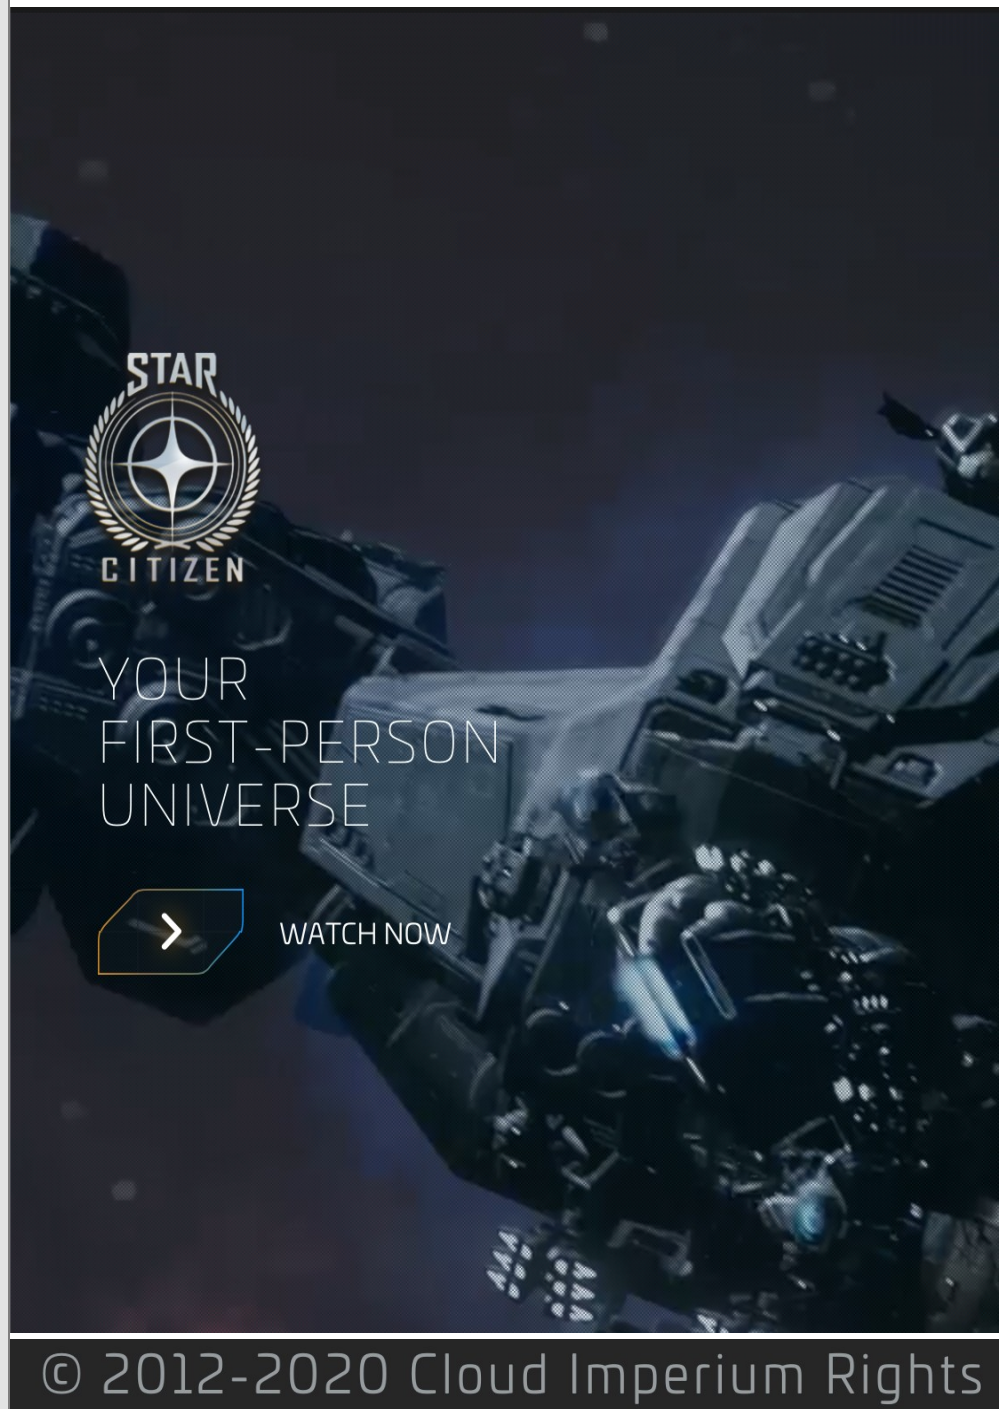 STAR
CITIZEN
YOUR
FIRST-PERSON
UNIVERSE
WATCH NOW
© 2012-2020 Cloud Imperium Rights